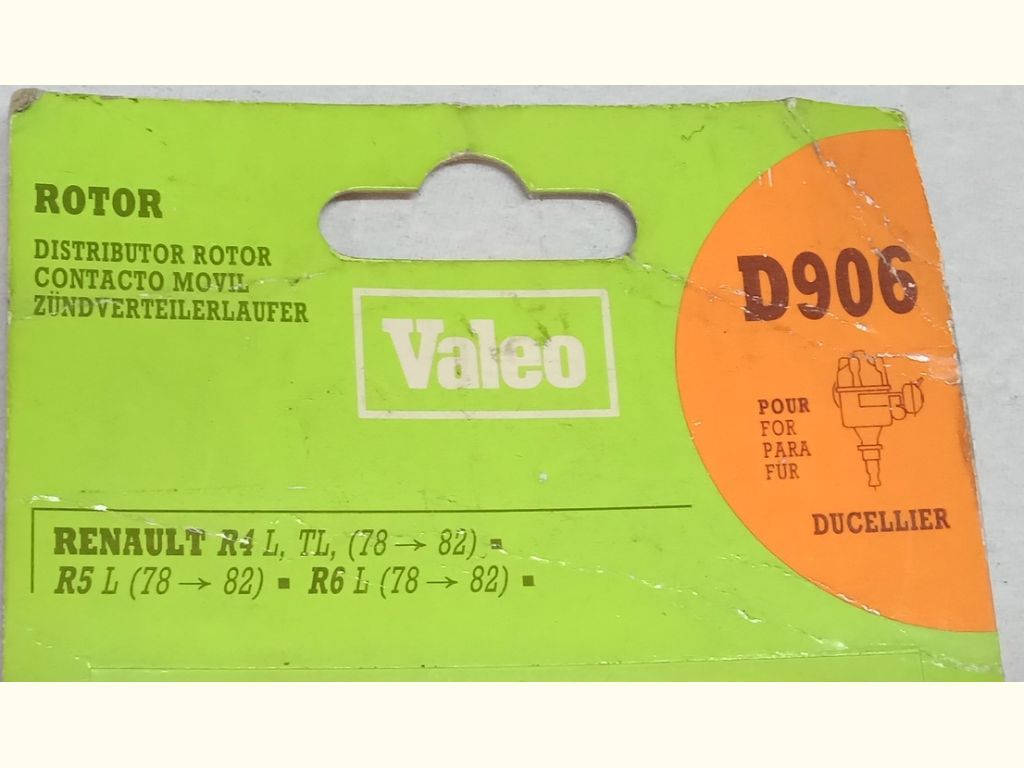 ROTOR
DISTRIBUTOR ROTOR
CONTACTO MOVIL
ZÜNDVERTEILERLAUFER
Valeo
D906
POUR
FOR
PARA
FÜR
DUCELLIER
RENAULT R4 L, TL, (78 → 82) ▪
R5 L (78 → 82) ▪ R6 L (78 → 82) ▪